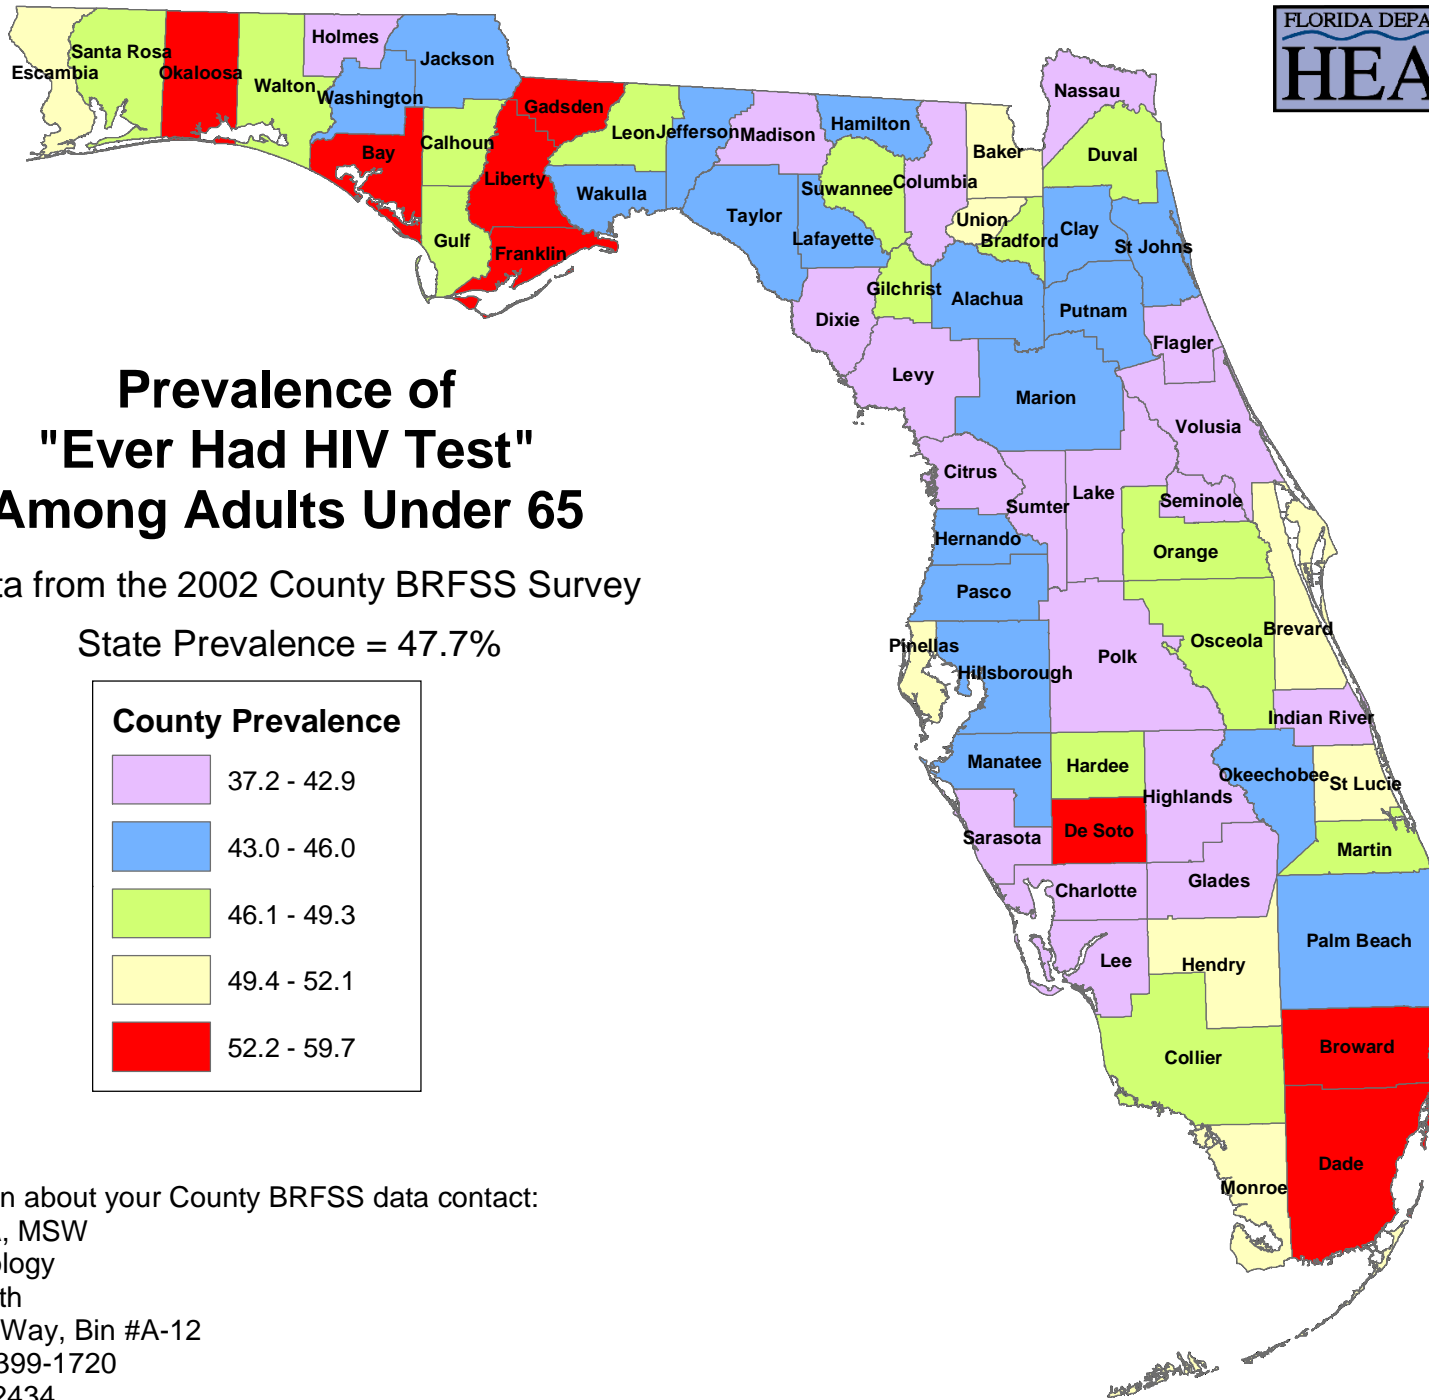 FLORIDA DEPA
HEA
Holmes
Jackson
Santa Rosa
Escambia
Okaloosa
Walton
Washington
Gadsden
Calhoun
Bay
Leon
Jefferson
Madison
Hamilton
Nassau
Baker
Duval
Liberty
Wakulla
Suwannee
Columbia
Taylor
Lafayette
Union
Bradford
Clay
St Johns
Gulf
Franklin
Gilchrist
Alachua
Putnam
Dixie
Flagler
Levy
Marion
Volusia
Citrus
Sumter
Lake
Seminole
Hernando
Orange
Pasco
Pinellas
Hillsborough
Polk
Osceola
Brevard
Indian River
Manatee
Hardee
Highlands
Okeechobee
St Lucie
Sarasota
De Soto
Martin
Charlotte
Glades
Lee
Hendry
Palm Beach
Collier
Broward
Monroe
Dade
Prevalence of
"Ever Had HIV Test"
Among Adults Under 65
ta from the 2002 County BRFSS Survey
State Prevalence = 47.7%
County Prevalence
37.2 - 42.9
43.0 - 46.0
46.1 - 49.3
49.4 - 52.1
52.2 - 59.7
n about your County BRFSS data contact:
, MSW
ology
th
Way, Bin #A-12
399-1720
2434